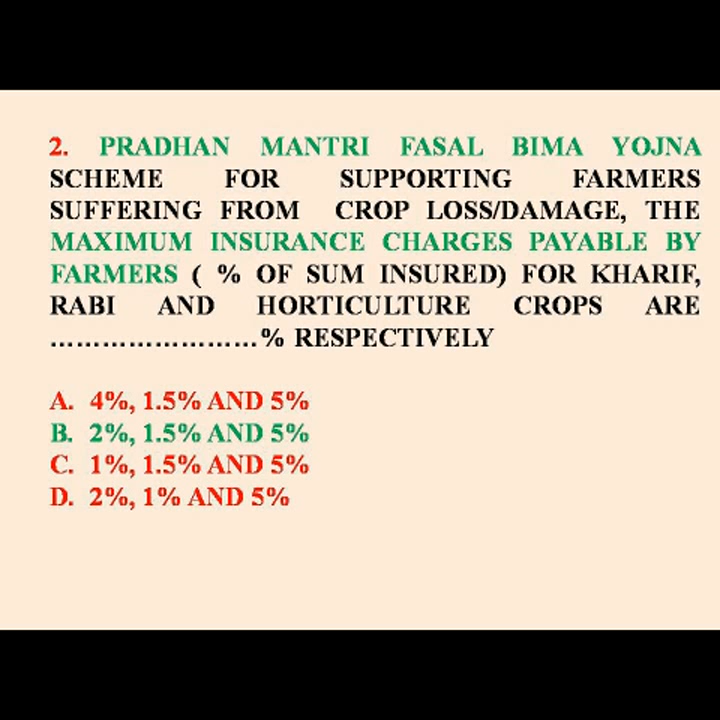 2. PRADHAN MANTRI FASAL BIMA YOJNA
SCHEME FOR SUPPORTING FARMERS
SUFFERING FROM CROP LOSS/DAMAGE, THE
MAXIMUM INSURANCE CHARGES PAYABLE BY
FARMERS ( % OF SUM INSURED) FOR KHARIF,
RABI AND HORTICULTURE CROPS ARE
........................% RESPECTIVELY
A. 4%, 1.5% AND 5%
B. 2%, 1.5% AND 5%
C. 1%, 1.5% AND 5%
D. 2%, 1% AND 5%